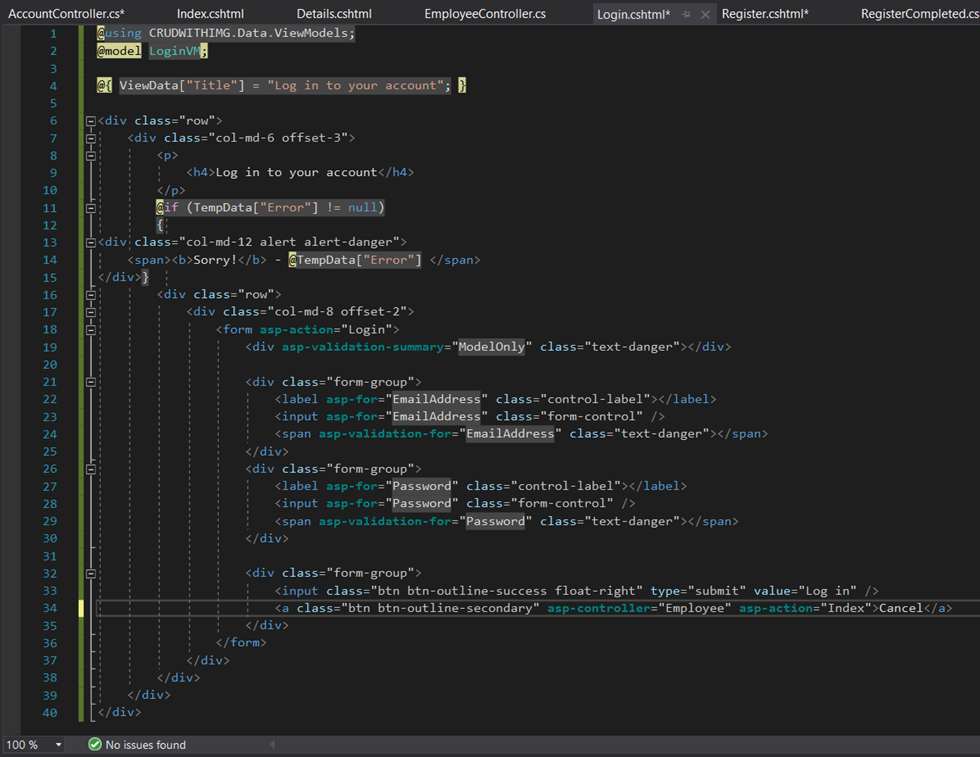 AccountController.cs* Index.cshtml Details.cshtml EmployeeController.cs Login.cshtml* Register.cshtml* RegisterCompleted.cs
1 @using CRUDWITHIMG.Data.ViewModels;
2 @model LoginVM;
3
4 @{ ViewData["Title"] = "Log in to your account"; }
5
6 <div class="row">
7 <div class="col-md-6 offset-3">
8 <p>
9 <h4>Log in to your account</h4>
10 </p>
11 @if (TempData["Error"] != null)
12 {
13 <div class="col-md-12 alert alert-danger">
14 <span><b>Sorry!</b> - @TempData["Error"] </span>
15 </div>}
16 <div class="row">
17 <div class="col-md-8 offset-2">
18 <form asp-action="Login">
19 <div asp-validation-summary="ModelOnly" class="text-danger"></div>
20
21 <div class="form-group">
22 <label asp-for="EmailAddress" class="control-label"></label>
23 <input asp-for="EmailAddress" class="form-control" />
24 <span asp-validation-for="EmailAddress" class="text-danger"></span>
25 </div>
26 <div class="form-group">
27 <label asp-for="Password" class="control-label"></label>
28 <input asp-for="Password" class="form-control" />
29 <span asp-validation-for="Password" class="text-danger"></span>
30 </div>
31
32 <div class="form-group">
33 <input class="btn btn-outline-success float-right" type="submit" value="Log in" />
34 <a class="btn btn-outline-secondary" asp-controller="Employee" asp-action="Index">Cancel</a>
35 </div>
36 </form>
37 </div>
38 </div>
39 </div>
40 </div>
100 % No issues found